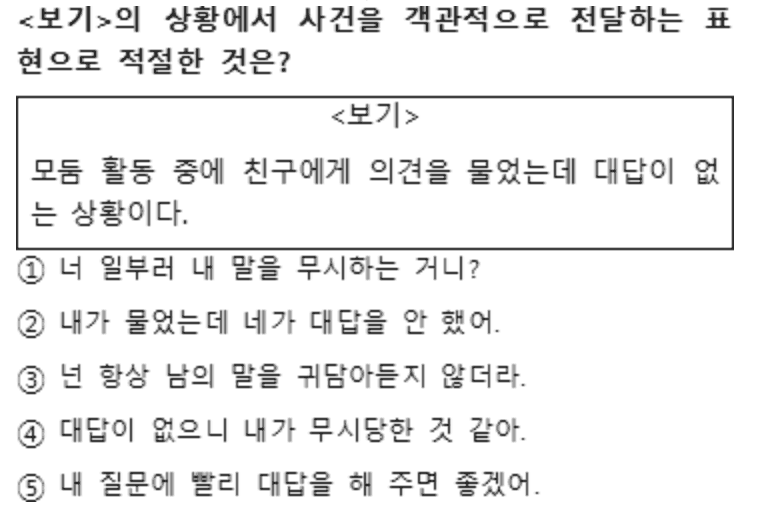 <보기>의 상황에서 사건을 객관적으로 전달하는 표
현으로 적절한 것은?
<보기>
모둠 활동 중에 친구에게 의견을 물었는데 대답이 없
는 상황이다.
① 너 일부러 내 말을 무시하는 거니?
② 내가 물었는데 네가 대답을 안 했어.
③ 넌 항상 남의 말을 귀담아듣지 않더라.
④ 대답이 없으니 내가 무시당한 것 같아.
⑤ 내 질문에 빨리 대답을 해 주면 좋겠어.